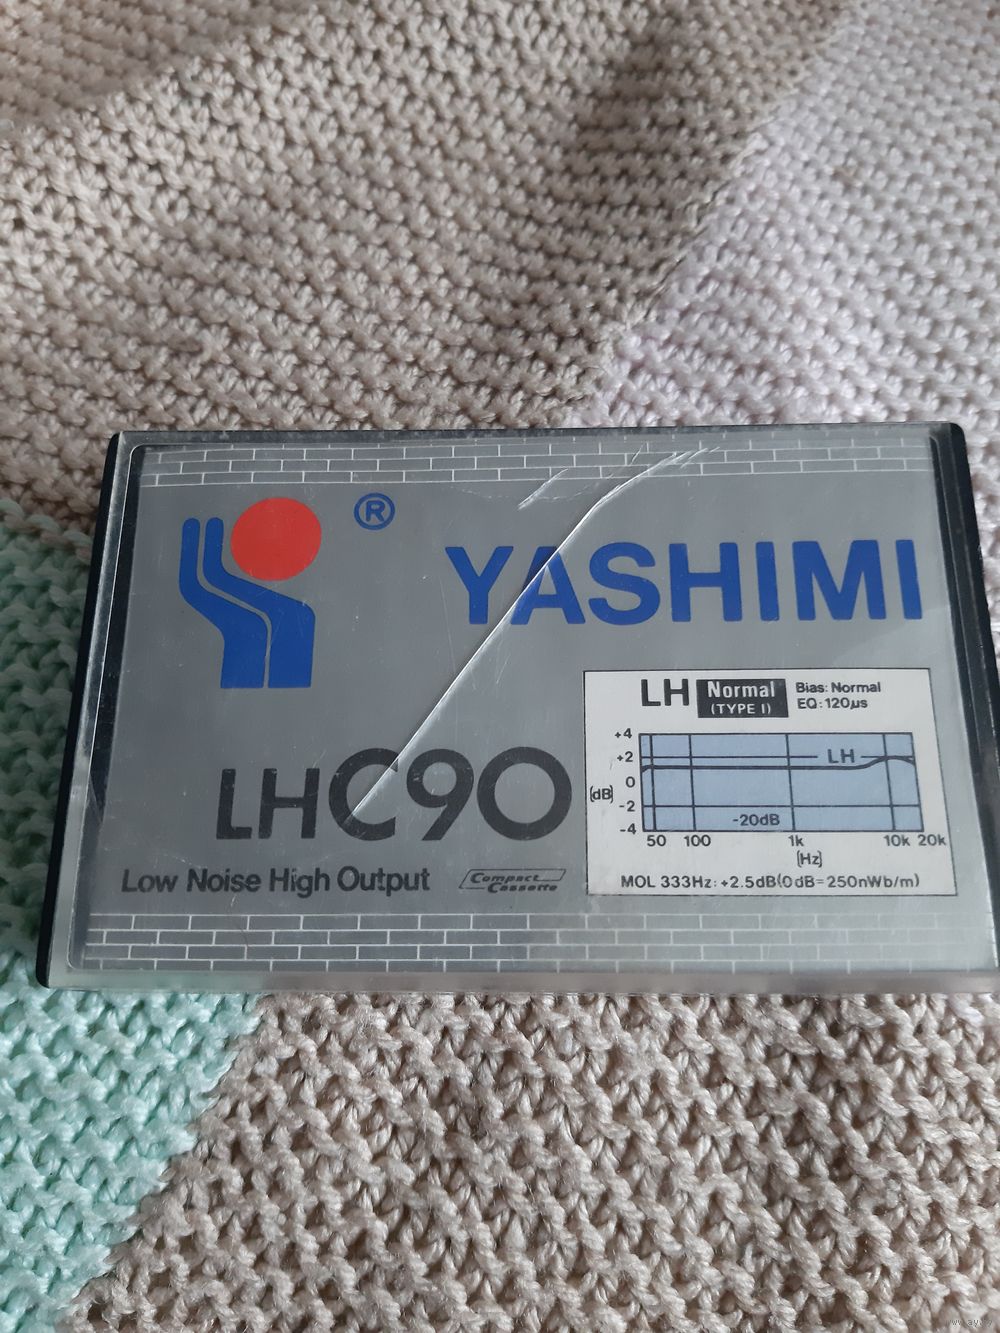 ®
YASHIMI
LH Normal (TYPE I)
Bias: Normal
EQ: 120µs
+4
+2
0
-2
-4
[dB]
LH
-20dB
50 100 1k 10k 20k
[Hz]
MOL 333Hz: +2.5dB(0dB=250nWb/m)
LHC90
Low Noise High Output
Compact
Cassette